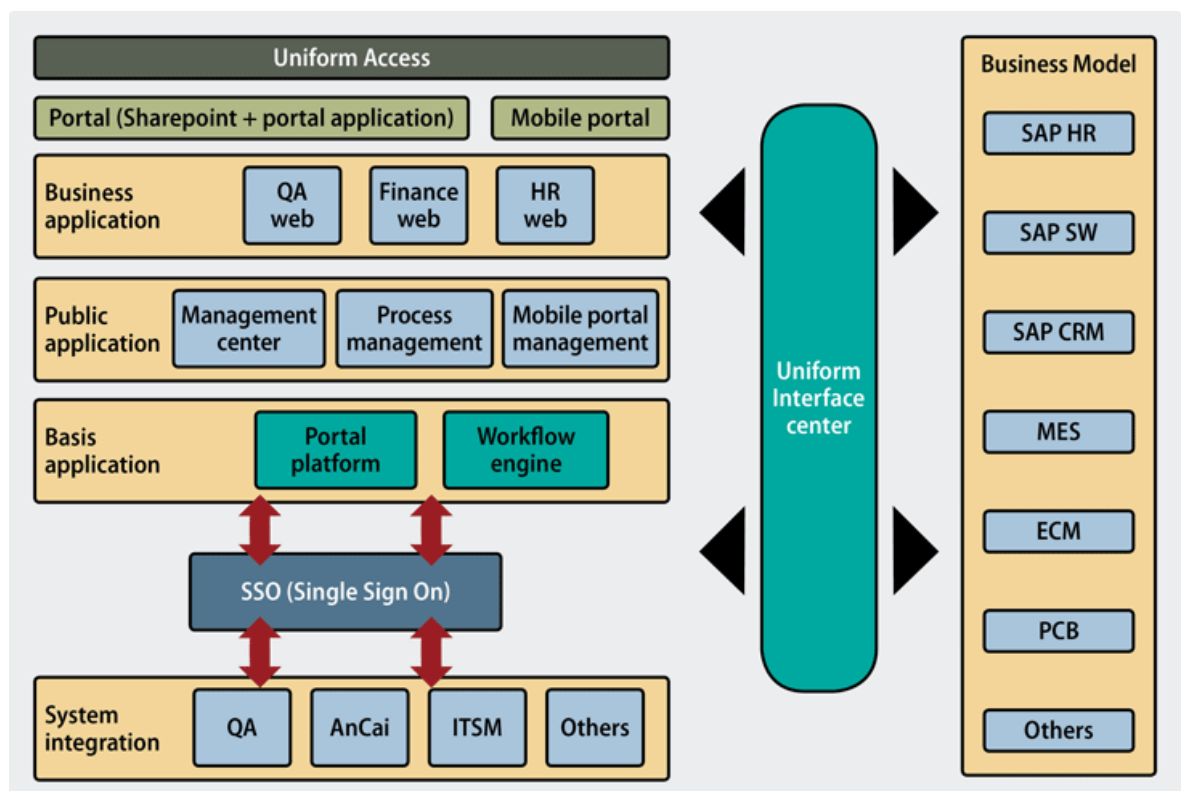 Uniform Access
Portal (Sharepoint + portal application)
Mobile portal
Business
application
QA
web
Finance
web
HR
web
Public
application
Management
center
Process
management
Mobile portal
management
Basis
application
Portal
platform
Workflow
engine
SSO (Single Sign On)
System
integration
QA
AnCai
ITSM
Others
Uniform
Interface
center
Business Model
SAP HR
SAP SW
SAP CRM
MES
ECM
PCB
Others